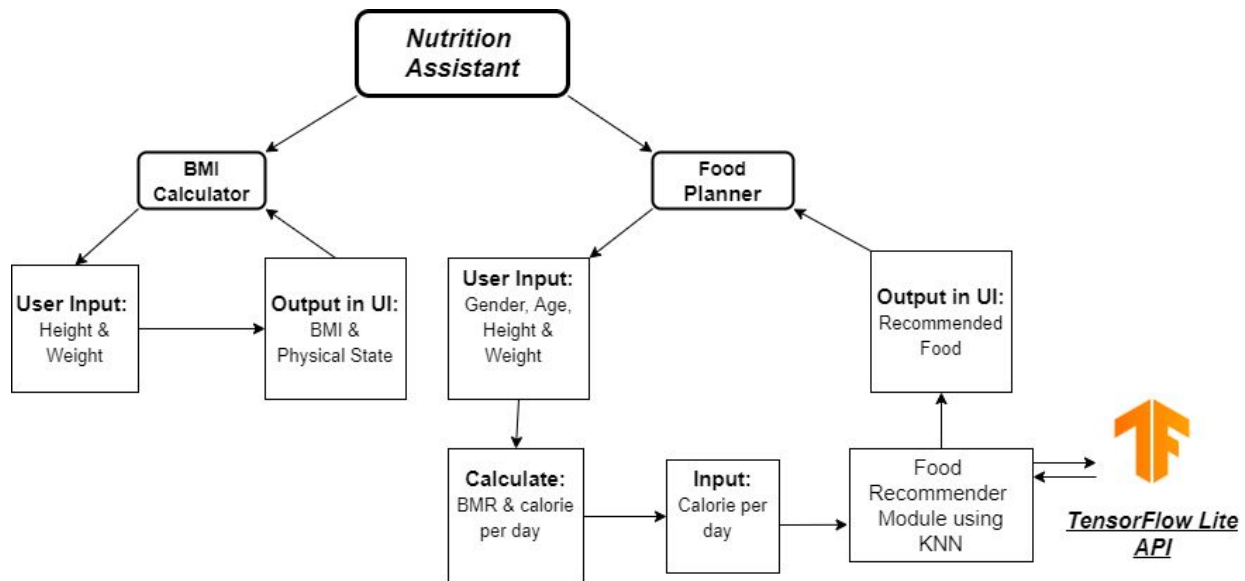 Nutrition
Assistant
BMI
Calculator
Food
Planner
User Input:
Height &
Weight
Output in UI:
BMI &
Physical State
User Input:
Gender, Age,
Height &
Weight
Output in UI:
Recommended
Food
Calculate:
BMR & calorie
per day
Input:
Calorie per
day
Food
Recommender
Module using
KNN
TensorFlow Lite
API